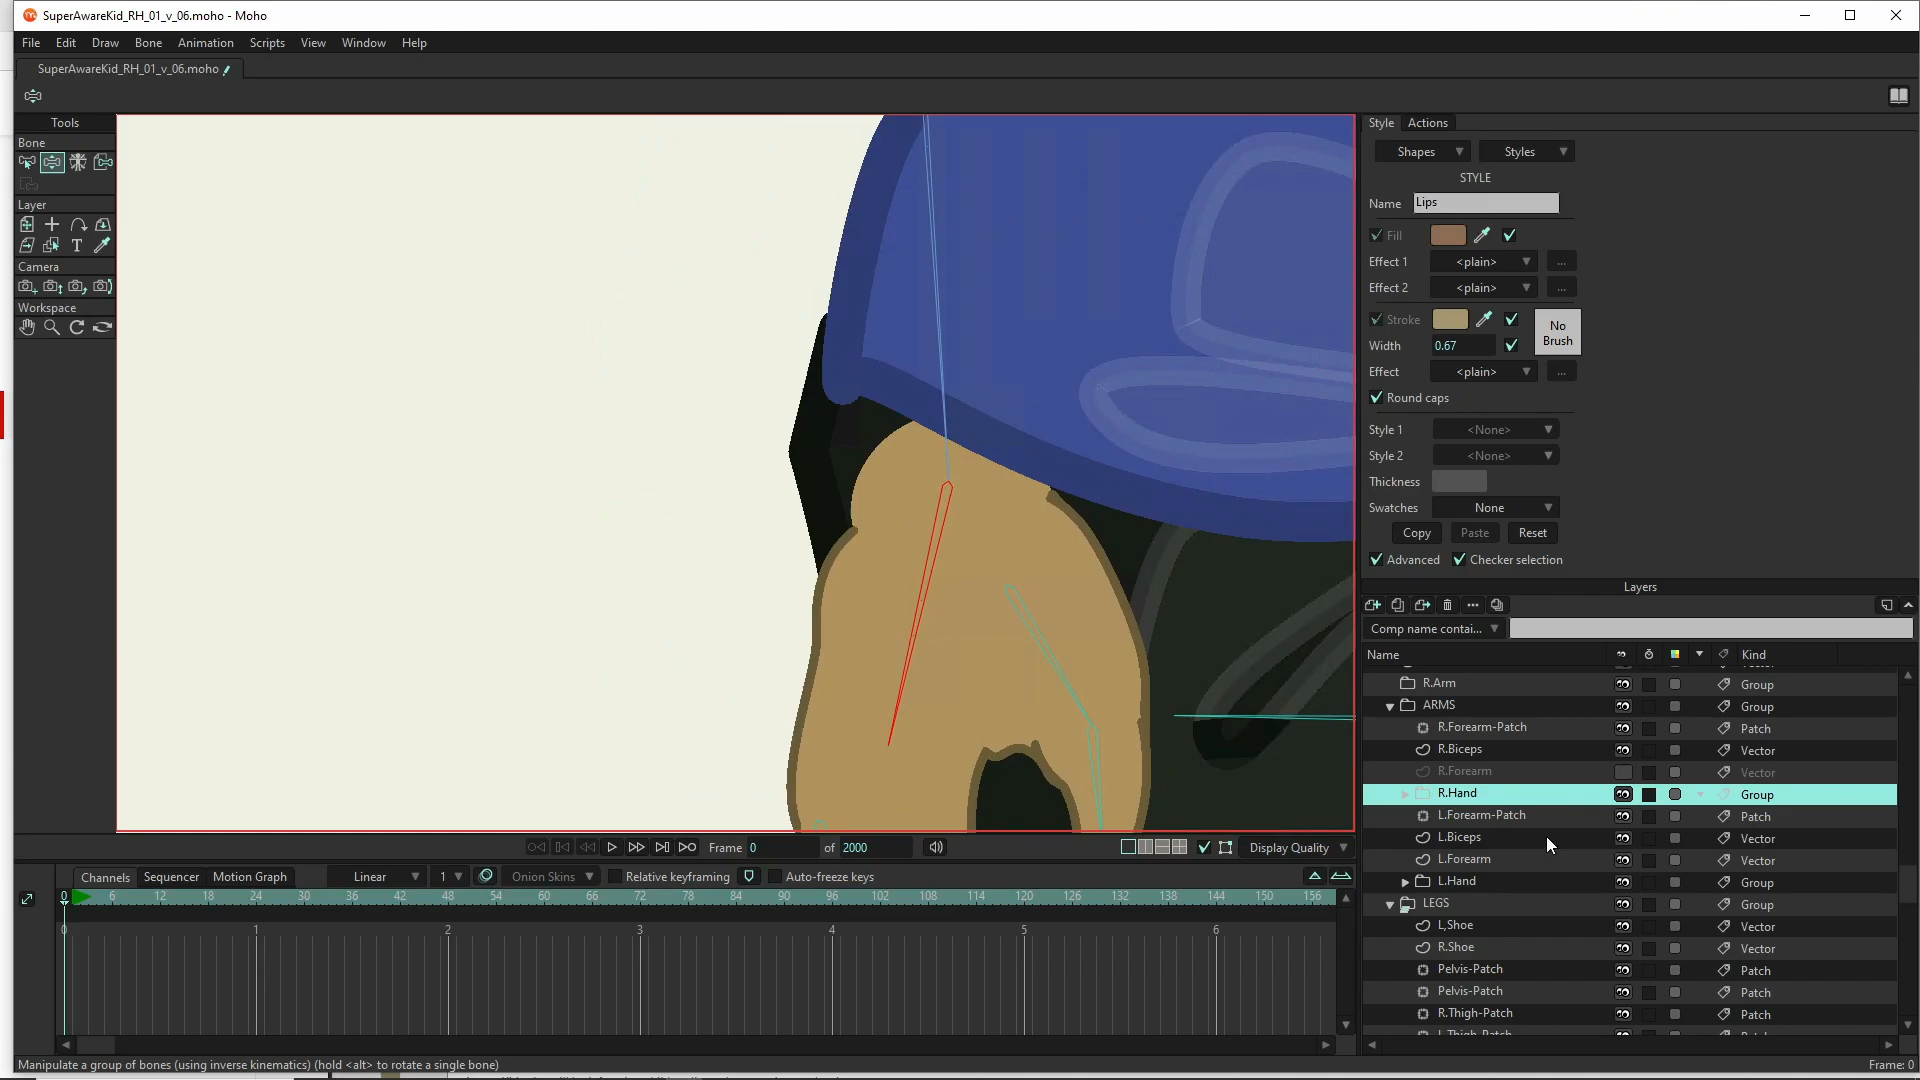 SuperAwareKid_RH_01_v_06.moho - Moho
File Edit Draw Bone Animation Scripts View Window Help
SuperAwareKid_RH_01_v_06.moho
Tools
Bone
Layer
T
Camera
Workspace
Style Actions
Shapes Styles
STYLE
Name Lips
Fill
Effect 1 <plain> ...
Effect 2 <plain> ...
Stroke
No Brush
Width 0.67
Effect <plain> ...
Round caps
Style 1 <None>
Style 2 <None>
Thickness
Swatches None
Copy Paste Reset
Advanced Checker selection
Layers
Comp name contai...
Name Kind
R.Arm Group
ARMS Group
R.Forearm-Patch Patch
R.Biceps Vector
R.Forearm Vector
R.Hand Group
L.Forearm-Patch Patch
L.Biceps Vector
L.Forearm Vector
L.Hand Group
LEGS Group
L,Shoe Vector
R.Shoe Vector
Pelvis-Patch Patch
Pelvis-Patch Patch
R.Thigh-Patch Patch
L.Thigh-Patch
Frame 0 of 2000 Display Quality
Channels Sequencer Motion Graph Linear 1 Onion Skins Relative keyframing Auto-freeze keys
0 6 12 18 24 30 36 42 48 54 60 66 72 78 84 90 96 102 108 114 120 126 132 138 144 150 156
0 1 2 3 4 5 6
Manipulate a group of bones (using inverse kinematics) (hold <alt> to rotate a single bone) Frame: 0